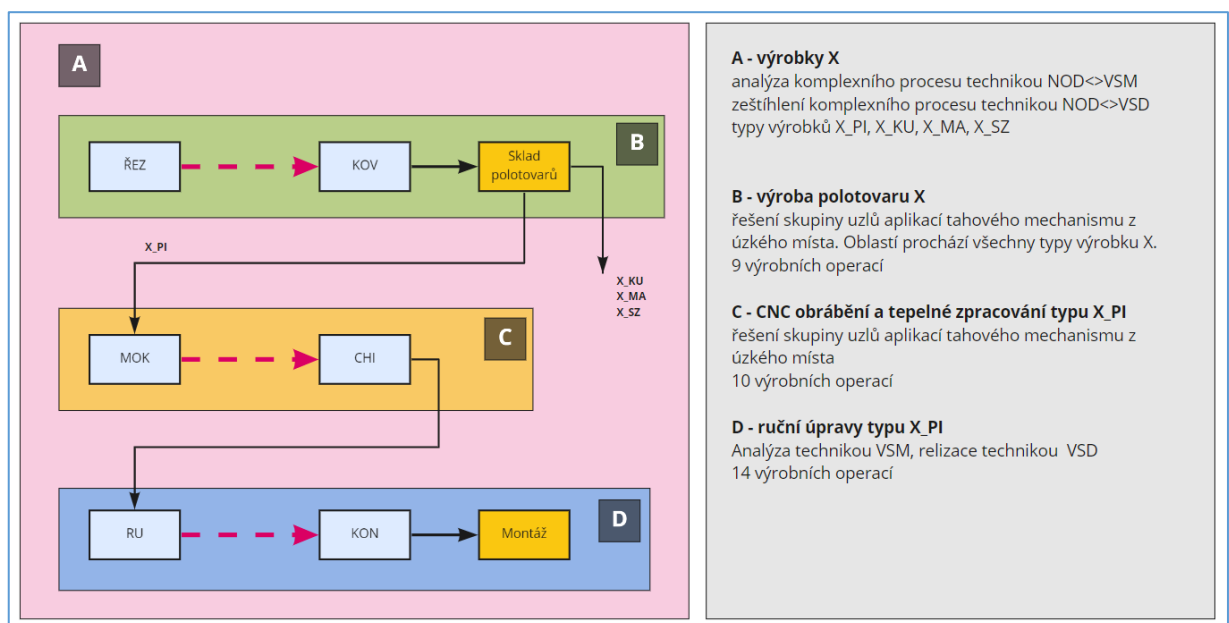 A
B
ŘEZ
KOV
Sklad
polotovarů
X_PI
X_KU
X_MA
X_SZ
C
MOK
CHI
D
RU
KON
Montáž
A - výrobky X
analýza komplexního procesu technikou NOD<>VSM
zeštíhlení komplexního procesu technikou NOD<>VSD
typy výrobků X_PI, X_KU, X_MA, X_SZ
B - výroba polotovaru X
řešení skupiny uzlů aplikací tahového mechanismu z
úzkého místa. Oblastí prochází všechny typy výrobku X.
9 výrobních operací
C - CNC obrábění a tepelné zpracování typu X_PI
řešení skupiny uzlů aplikací tahového mechanismu z
úzkého místa
10 výrobních operací
D - ruční úpravy typu X_PI
Analýza technikou VSM, relizace technikou  VSD
14 výrobních operací